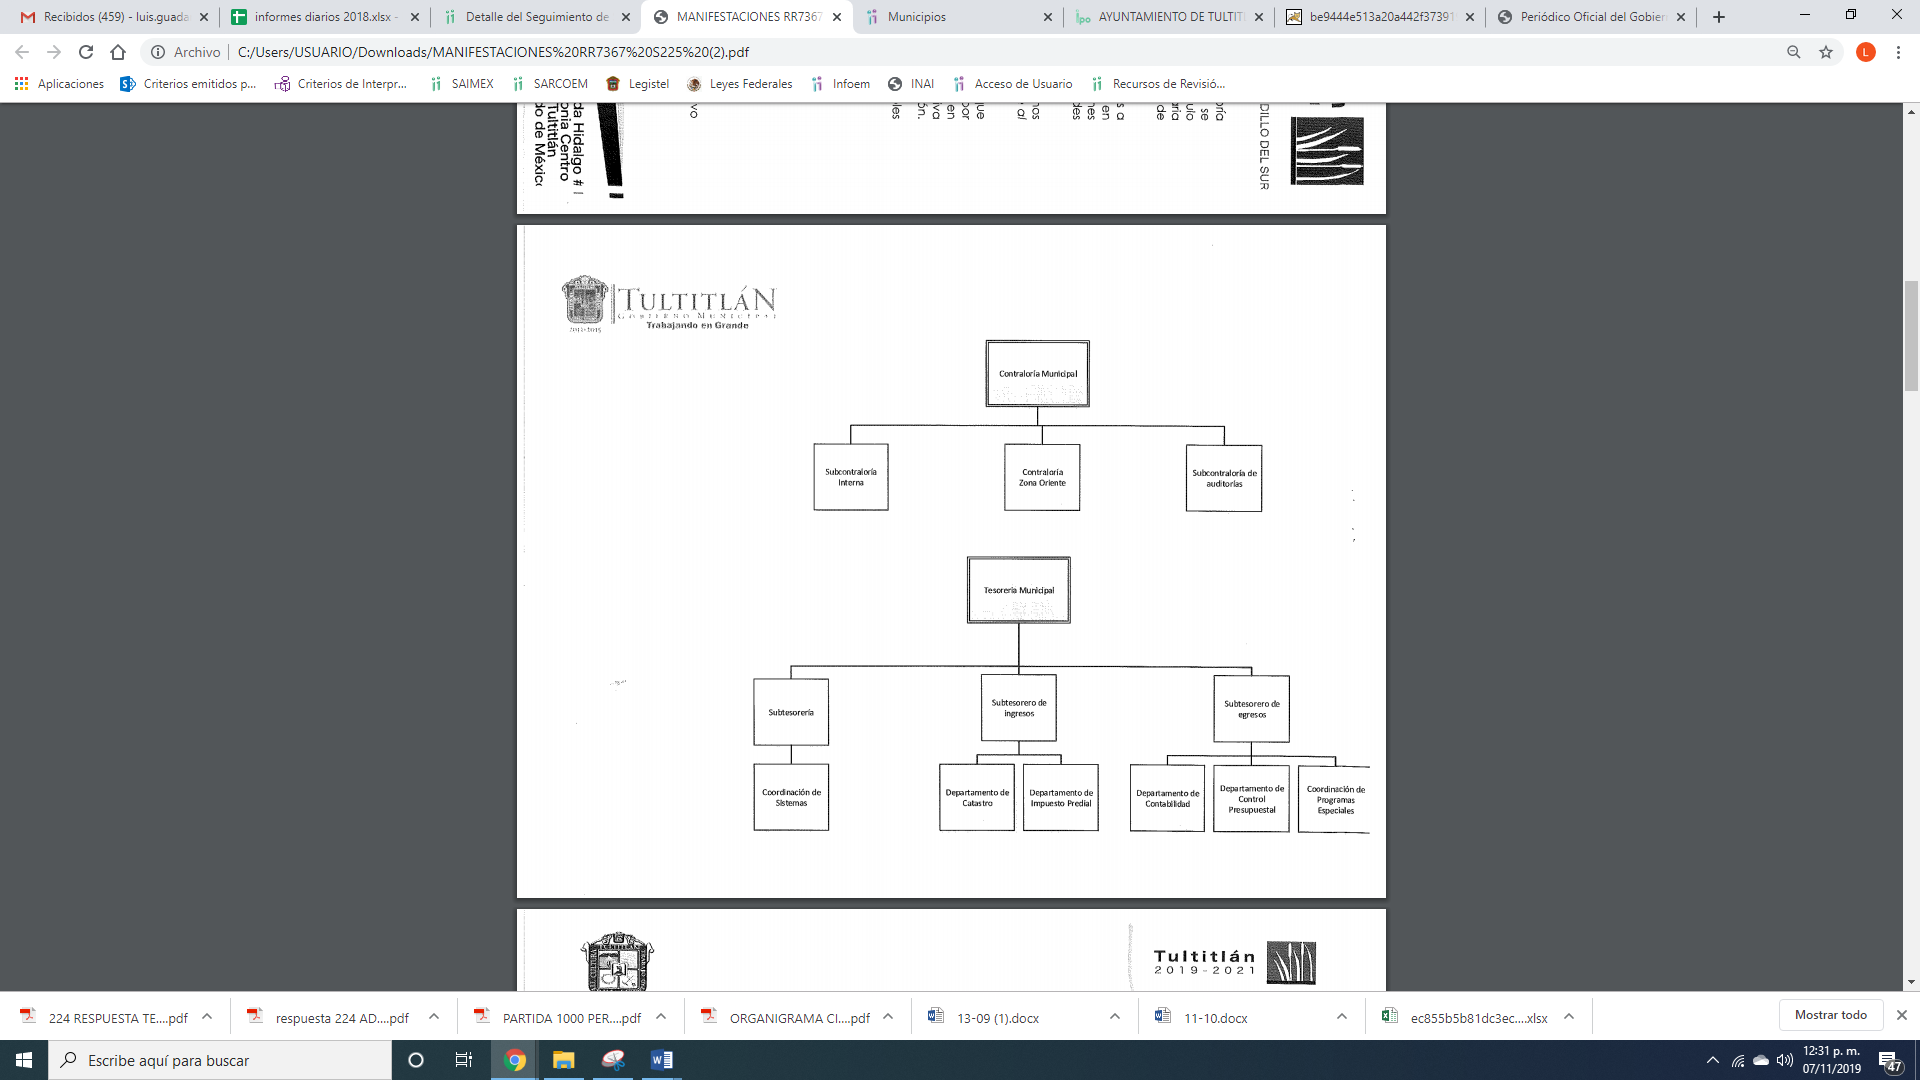 Recibidos (459) - luis.guada
informes diarios 2018.xlsx -
Detalle del Seguimiento de
MANIFESTACIONES RR7367
Municipios
AYUNTAMIENTO DE TULTIT
be9444e513a20a442f37391
Periódico Oficial del Gobier
Archivo
C:/Users/USUARIO/Downloads/MANIFESTACIONES%20RR7367%20S225%20(2).pdf
L
Aplicaciones
Criterios emitidos p...
Criterios de Interpr...
SAIMEX
SARCOEM
Legistel
Leyes Federales
Infoem
INAI
Acceso de Usuario
Recursos de Revisió...
da Hidalgo #
onia Centro
Tultitlán
do de México
vo
DILLO DEL SUR
TULTITLÁN
GOBIERNO MUNICIPAL
Trabajando en Grande
Contraloría Municipal
Subcontraloría
Interna
Contraloría
Zona Oriente
Subcontraloría de
auditorías
Tesorería Municipal
Subtesorería
Subtesorero de
ingresos
Subtesorero de
egresos
Coordinación de
Sistemas
Departamento de
Catastro
Departamento de
Impuesto Predial
Departamento de
Contabilidad
Departamento de
Control
Presupuestal
Coordinación de
Programas
Especiales
Tultitlán
2019-2021
224 RESPUESTA TE....pdf
respuesta 224 AD....pdf
PARTIDA 1000 PER....pdf
ORGANIGRAMA CI....pdf
13-09 (1).docx
11-10.docx
ec855b5b81dc3ec....xlsx
Mostrar todo
Escribe aquí para buscar
12:31 p. m.
07/11/2019
47